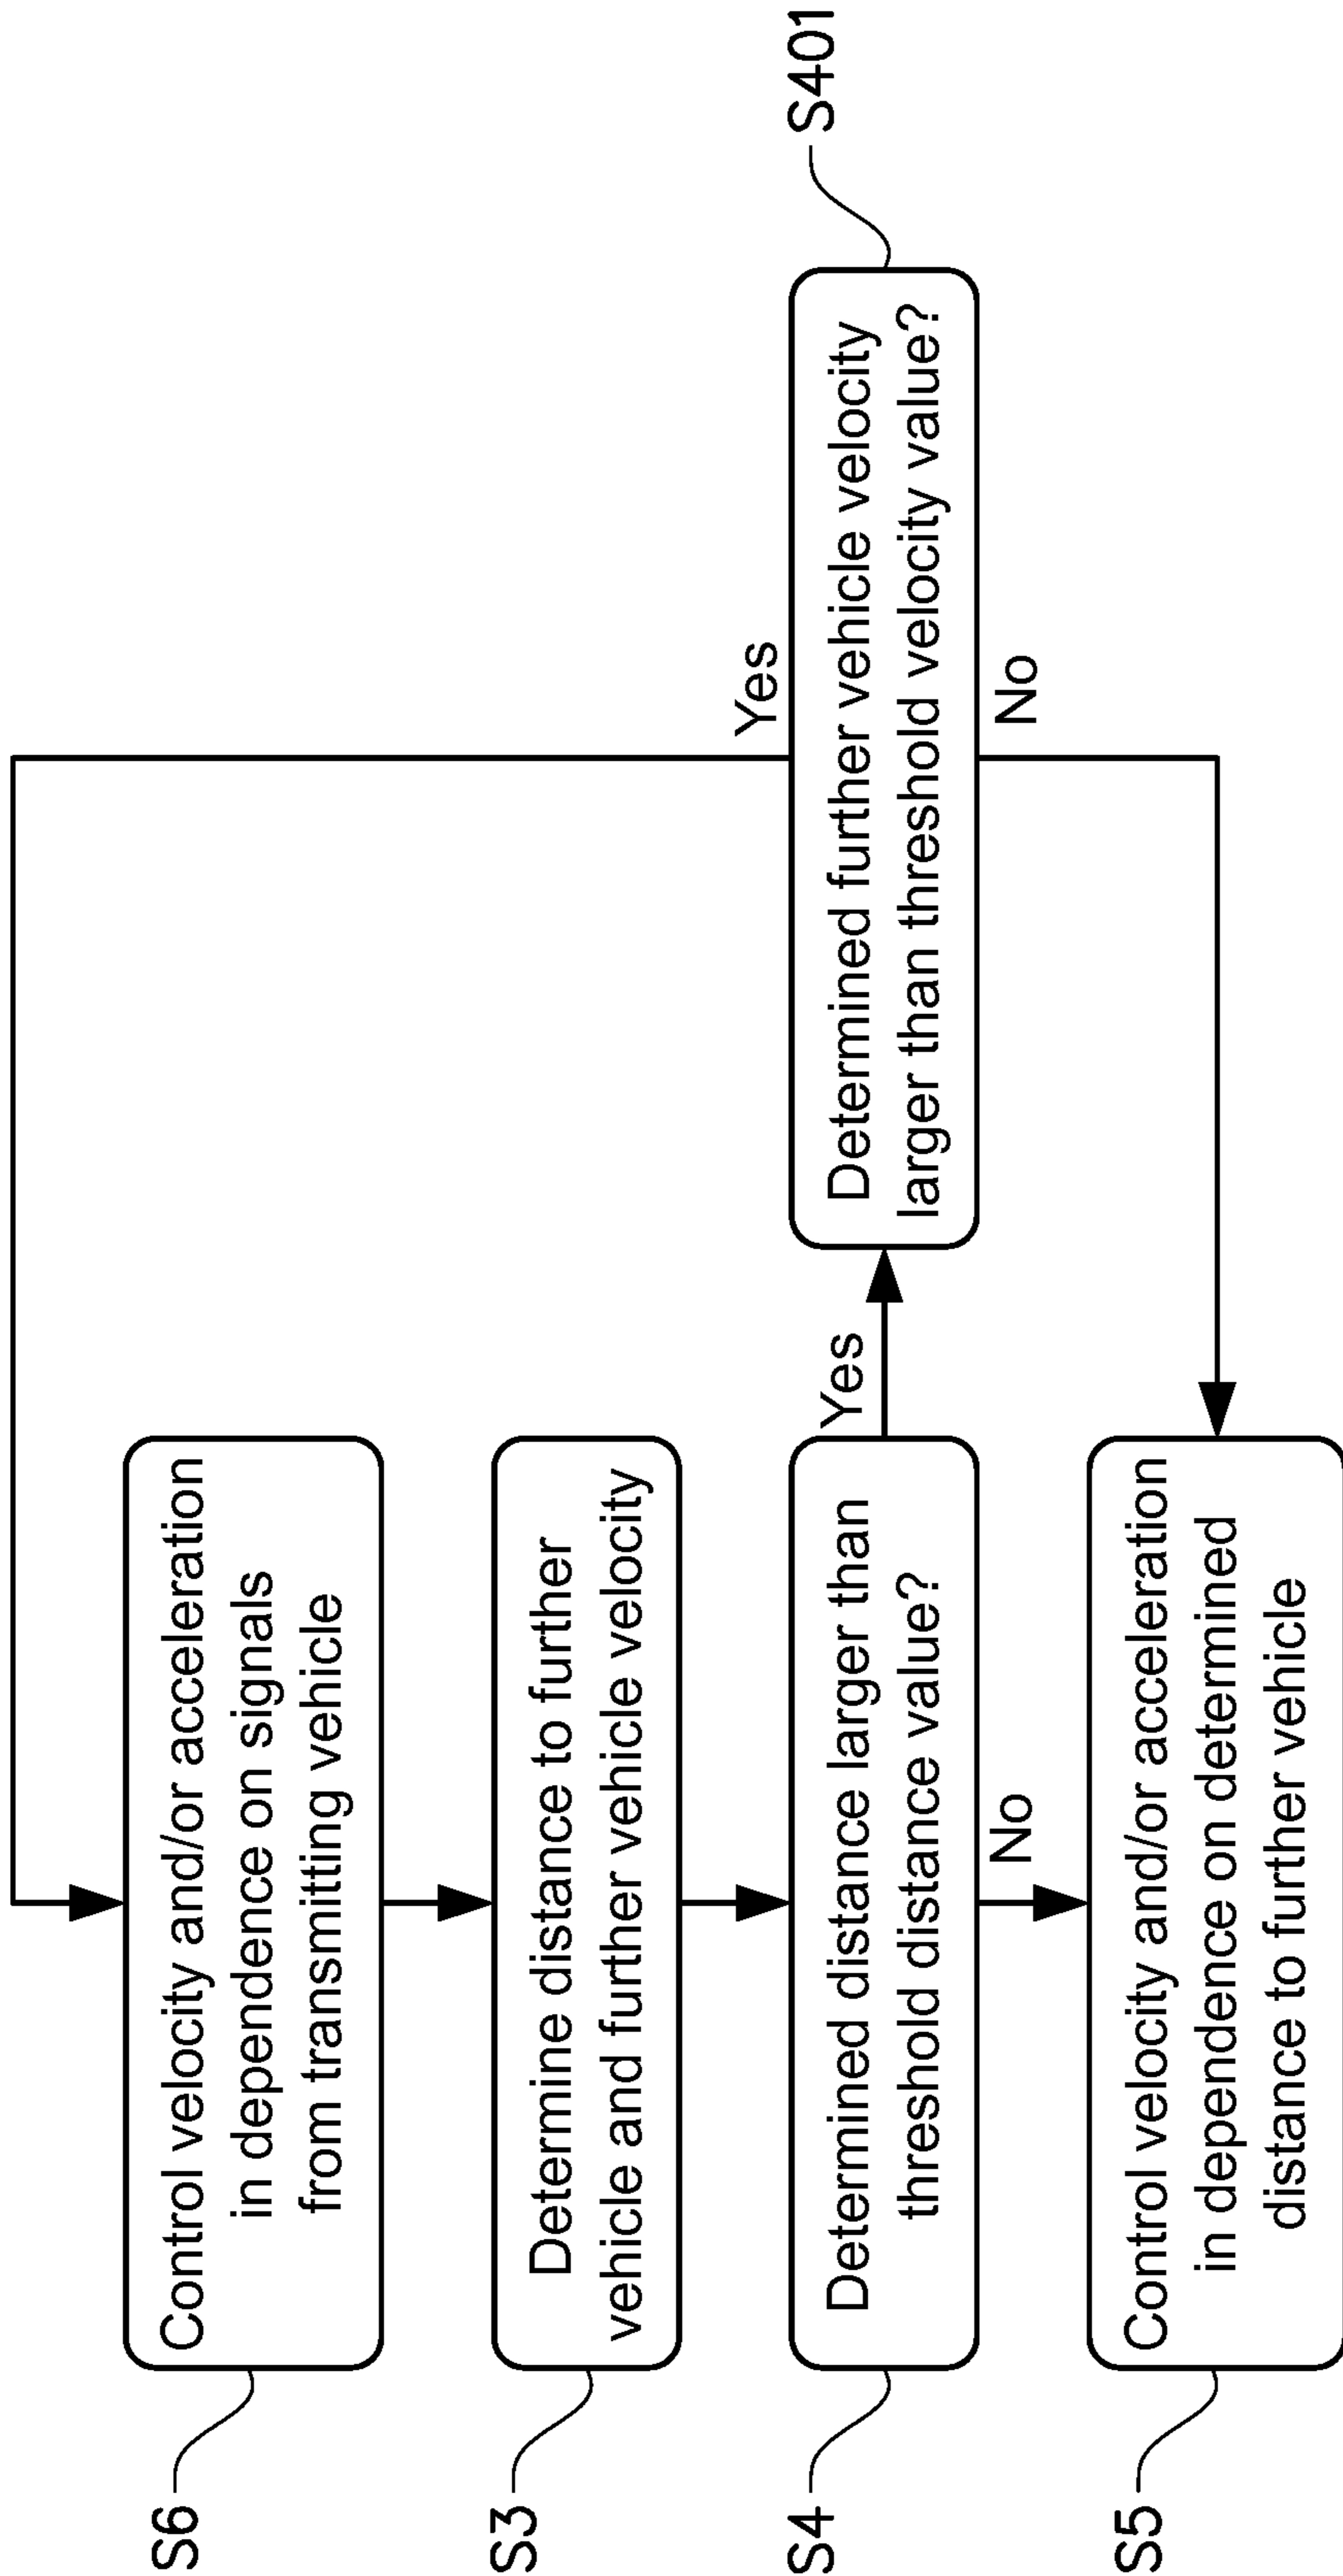 S6
Control velocity and/or acceleration
in dependence on signals
from transmitting vehicle
S3
Determine distance to further
vehicle and further vehicle velocity
S4
Determined distance larger than
threshold distance value?
Yes
No
S401
Determined further vehicle velocity
larger than threshold velocity value?
Yes
No
S5
Control velocity and/or acceleration
in dependence on determined
distance to further vehicle